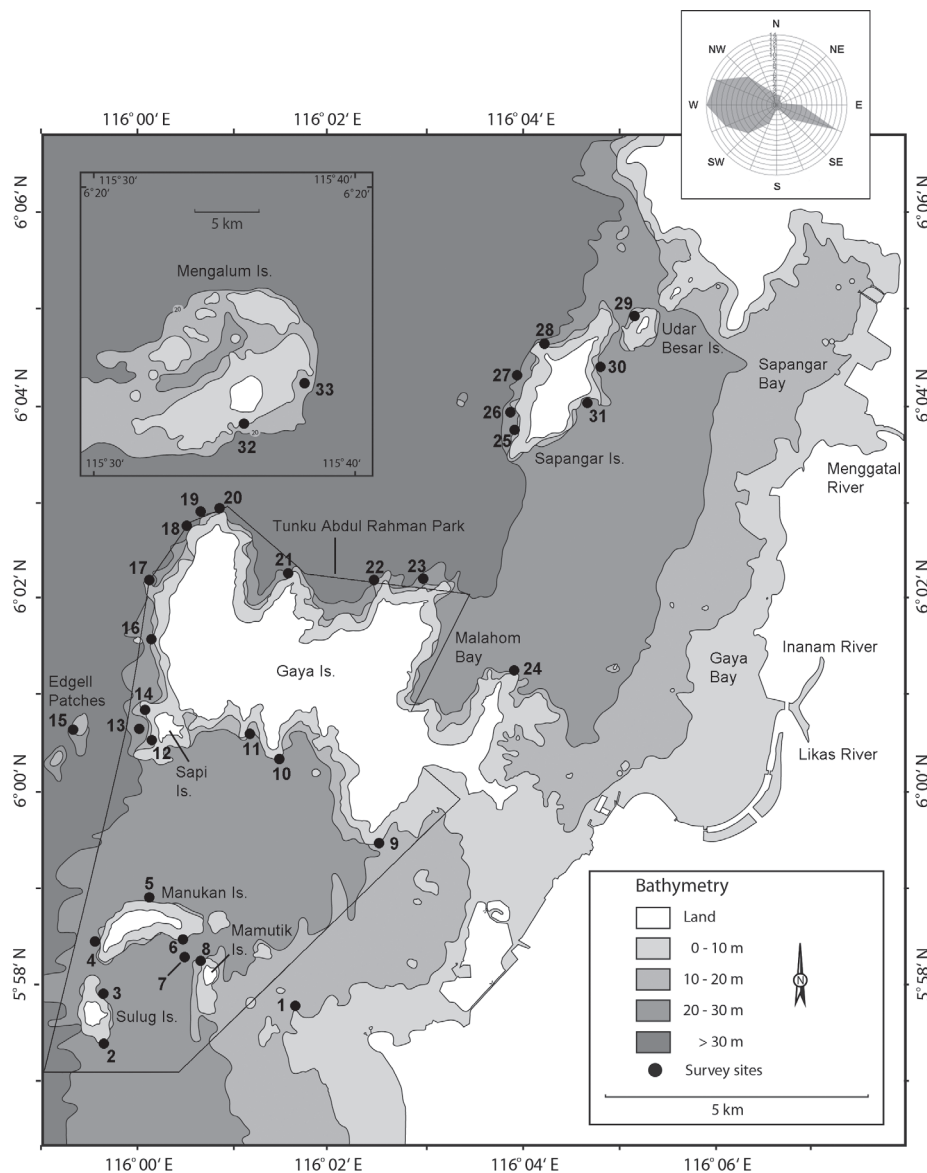 N
NW
NE
W
E
SW
SE
S
116°00′ E
116°02′ E
116°04′ E
115°30′
115°40′
6°20′
6°20′
5 km
Mengalum Is.
20
33
32
30
115°30′
115°40′
6°06′ N
6°06′ N
6°04′ N
6°04′ N
6°02′ N
6°02′ N
6°00′ N
6°00′ N
5°58′ N
5°58′ N
29
28
Udar
Besar Is.
27
30
26
31
25
Sapangar Is.
Sapangar
Bay
Menggatal
River
19
20
18
Tunku Abdul Rahman Park
17
21
22
23
16
Malahom
Bay
24
Gaya Is.
Gaya
Bay
Inanam River
Likas River
Edgell
Patches
15
14
13
12
Sapi
Is.
11
10
9
5
Manukan Is.
4
6
Mamutik
Is.
7
8
3
Sulug Is.
2
1
Bathymetry
Land
0 - 10 m
10 - 20 m
20 - 30 m
> 30 m
Survey sites
N
5 km
116°00′ E
116°02′ E
116°04′ E
116°06′ E